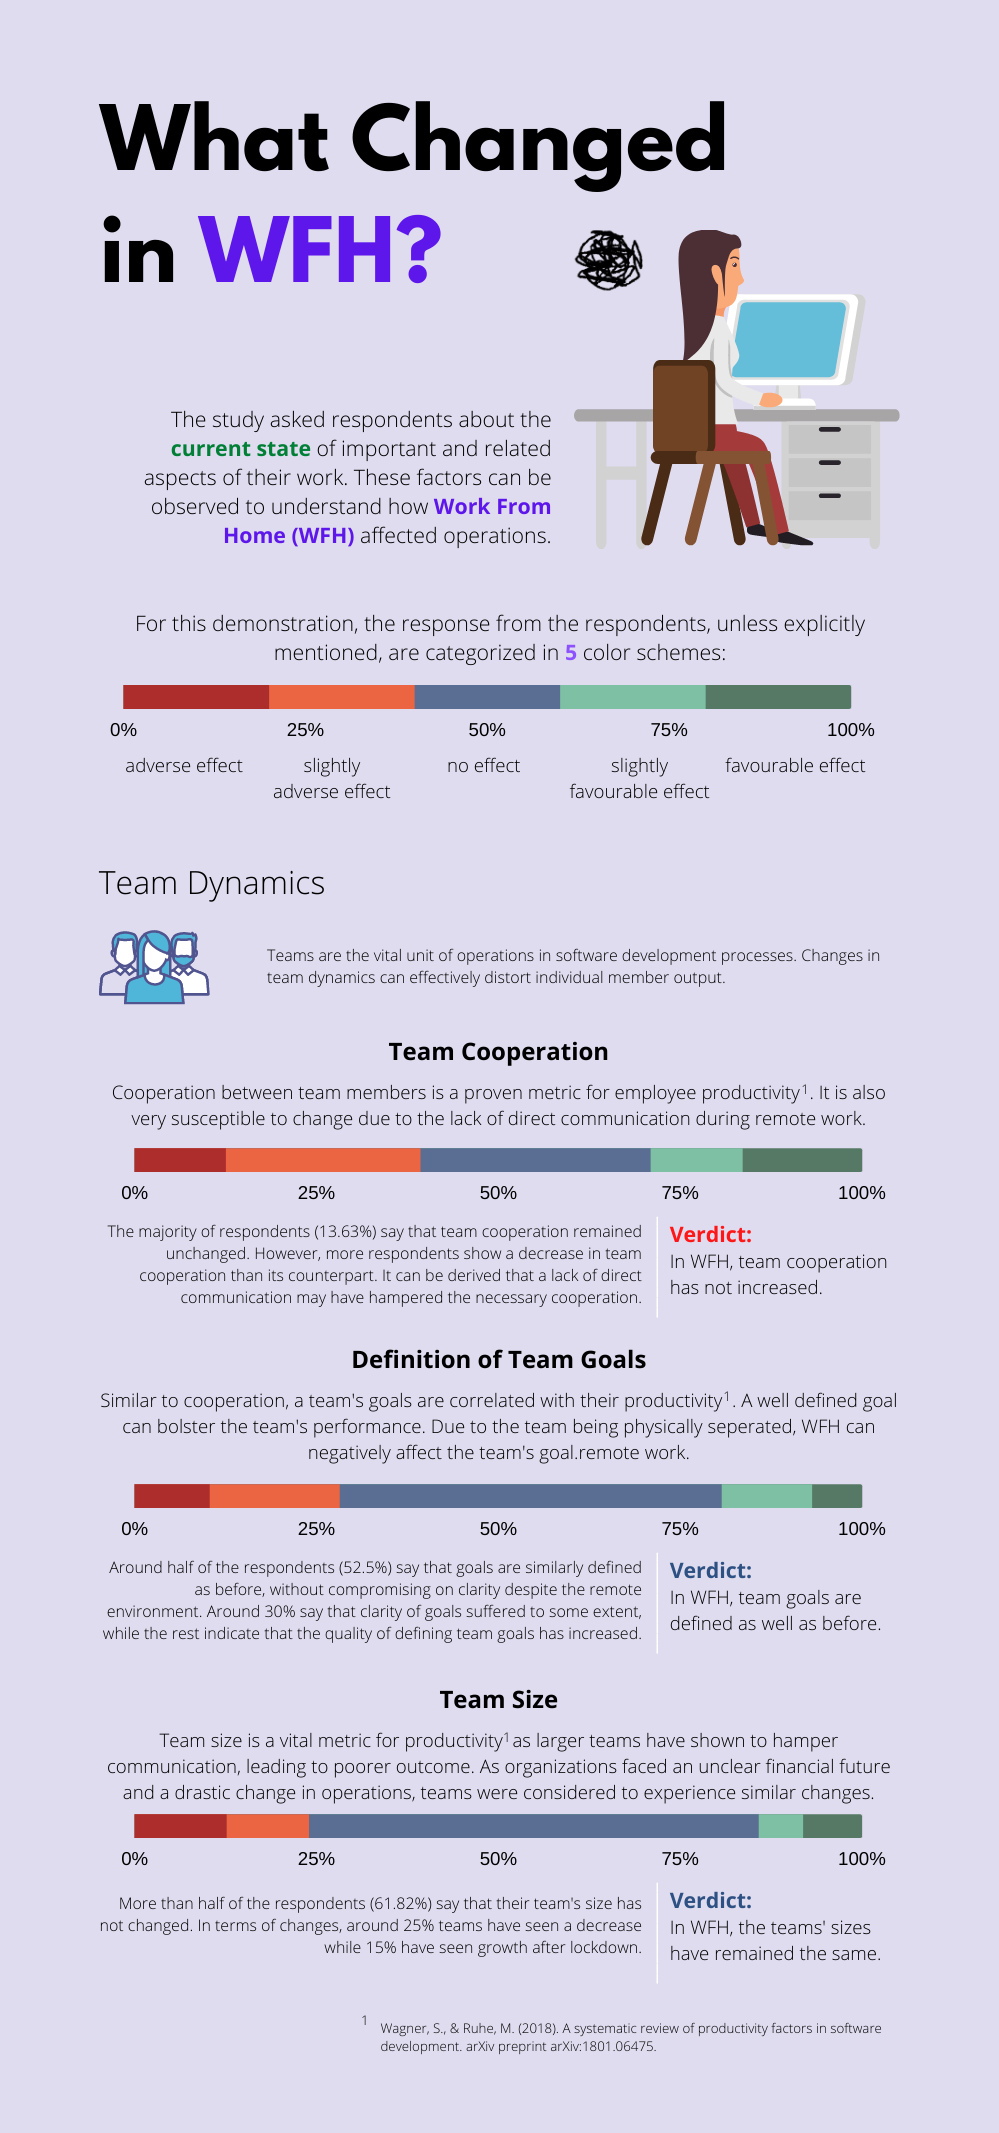 What Changed
in WFH?
The study asked respondents about the
current state of important and related
aspects of their work. These factors can be
observed to understand how Work From
Home (WFH) affected operations.
For this demonstration, the response from the respondents, unless explicitly
mentioned, are categorized in 5 color schemes:
0% 25% 50% 75% 100%
adverse effect slightly no effect slightly favourable effect
adverse effect favourable effect
Team Dynamics
Teams are the vital unit of operations in software development processes. Changes in
team dynamics can effectively distort individual member output.
Team Cooperation
Cooperation between team members is a proven metric for employee productivity¹. It is also
very susceptible to change due to the lack of direct communication during remote work.
0% 25% 50% 75% 100%
The majority of respondents (13.63%) say that team cooperation remained
unchanged. However, more respondents show a decrease in team
cooperation than its counterpart. It can be derived that a lack of direct
communication may have hampered the necessary cooperation.
Verdict:
In WFH, team cooperation
has not increased.
Definition of Team Goals
Similar to cooperation, a team's goals are correlated with their productivity¹. A well defined goal
can bolster the team's performance. Due to the team being physically seperated, WFH can
negatively affect the team's goal.remote work.
0% 25% 50% 75% 100%
Around half of the respondents (52.5%) say that goals are similarly defined
as before, without compromising on clarity despite the remote
environment. Around 30% say that clarity of goals suffered to some extent,
while the rest indicate that the quality of defining team goals has increased.
Verdict:
In WFH, team goals are
defined as well as before.
Team Size
Team size is a vital metric for productivity¹ as larger teams have shown to hamper
communication, leading to poorer outcome. As organizations faced an unclear financial future
and a drastic change in operations, teams were considered to experience similar changes.
0% 25% 50% 75% 100%
More than half of the respondents (61.82%) say that their team's size has
not changed. In terms of changes, around 25% teams have seen a decrease
while 15% have seen growth after lockdown.
Verdict:
In WFH, the teams' sizes
have remained the same.
1 Wagner, S., & Ruhe, M. (2018). A systematic review of productivity factors in software
development. arXiv preprint arXiv:1801.06475.